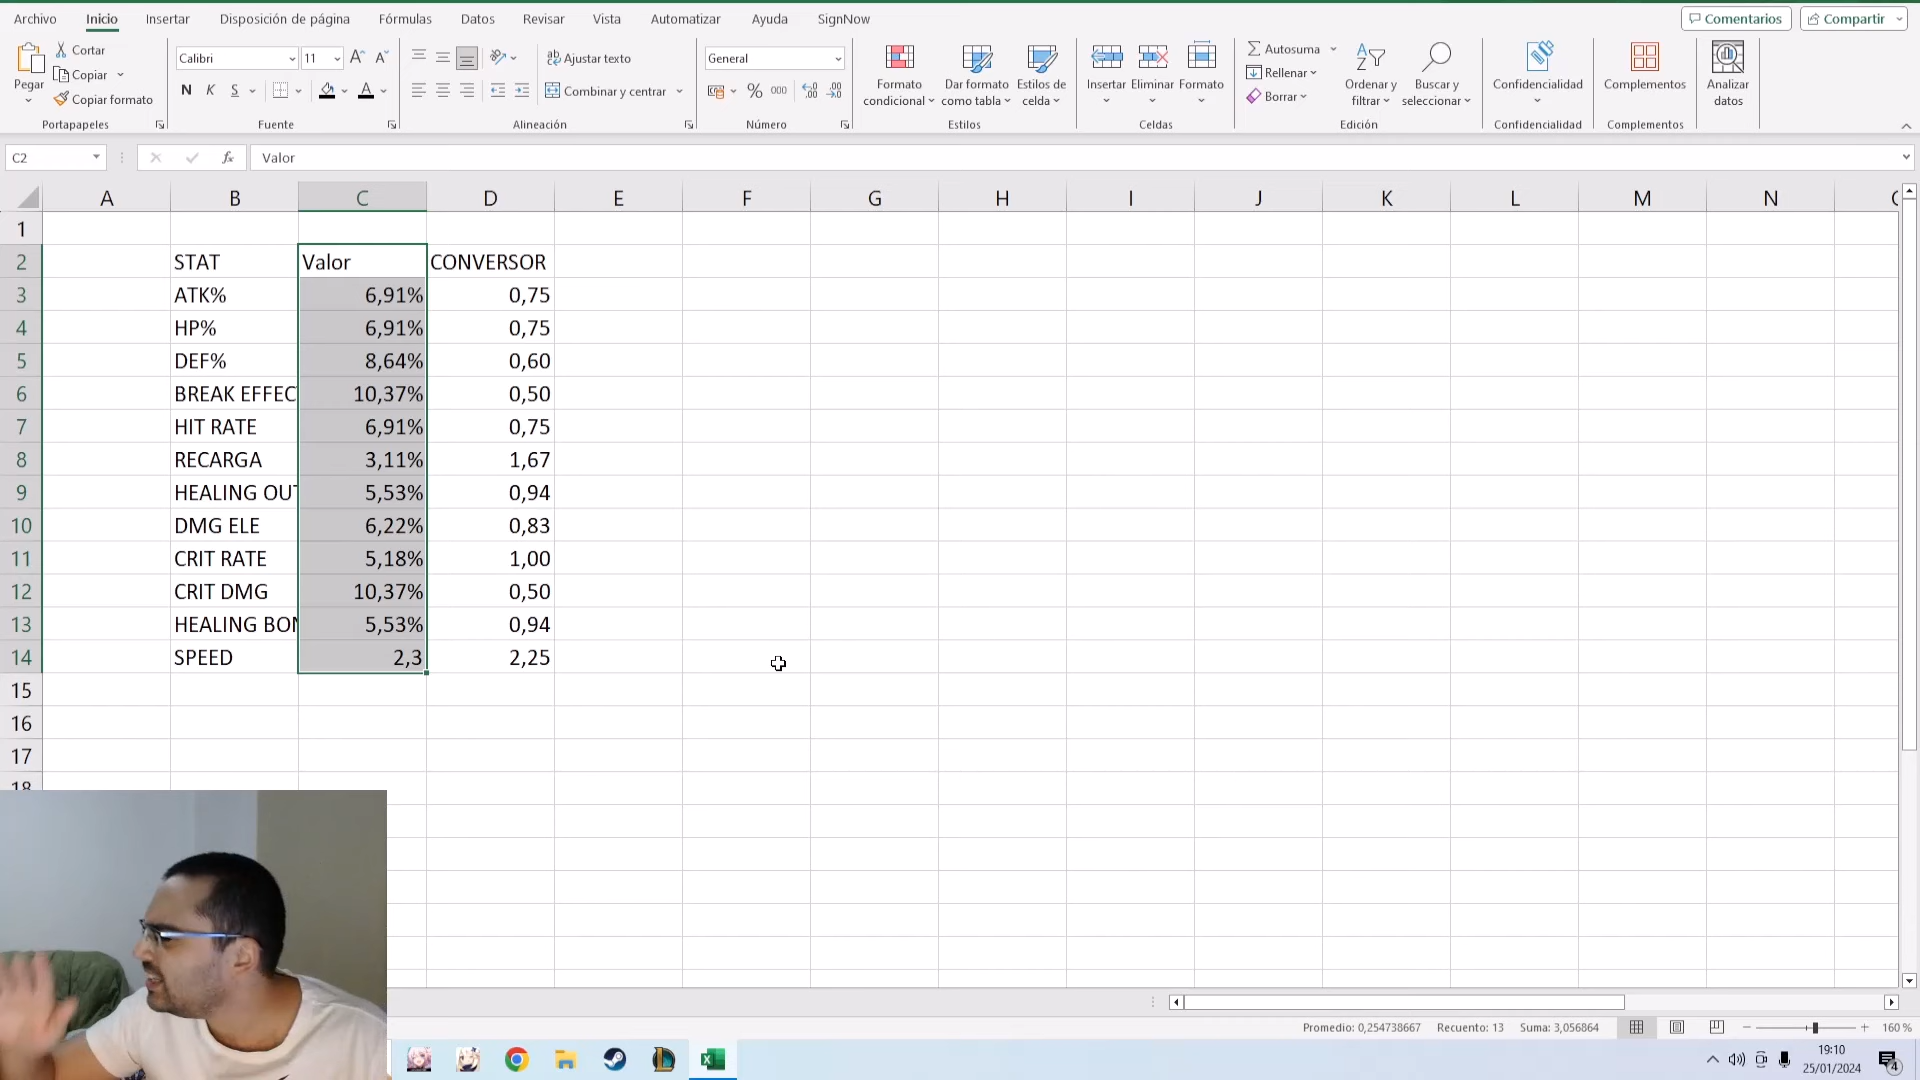 Archivo Inicio Insertar Disposición de página Fórmulas Datos Revisar Vista Automatizar Ayuda SignNow Comentarios Compartir
Pegar
Cortar
Copiar
Copiar formato
Portapapeles
Calibri 11
N K S
Fuente
Ajustar texto
Combinar y centrar
Alineación
General
% 000
Número
Formato condicional
Dar formato como tabla
Estilos de celda
Estilos
Insertar Eliminar Formato
Celdas
Autosuma
Rellenar
Borrar
Ordenar y filtrar
Buscar y seleccionar
Edición
Confidencialidad
Confidencialidad
Complementos
Complementos
Analizar datos
C2 fx Valor
A B C D E F G H I J K L M N
1
2 STAT Valor CONVERSOR
3 ATK% 6,91% 0,75
4 HP% 6,91% 0,75
5 DEF% 8,64% 0,60
6 BREAK EFFEC 10,37% 0,50
7 HIT RATE 6,91% 0,75
8 RECARGA 3,11% 1,67
9 HEALING OUT 5,53% 0,94
10 DMG ELE 6,22% 0,83
11 CRIT RATE 5,18% 1,00
12 CRIT DMG 10,37% 0,50
13 HEALING BON 5,53% 0,94
14 SPEED 2,3 2,25
15
16
17
18
Promedio: 0,254738667 Recuento: 13 Suma: 3,056864 160 %
19:10
25/01/2024
4